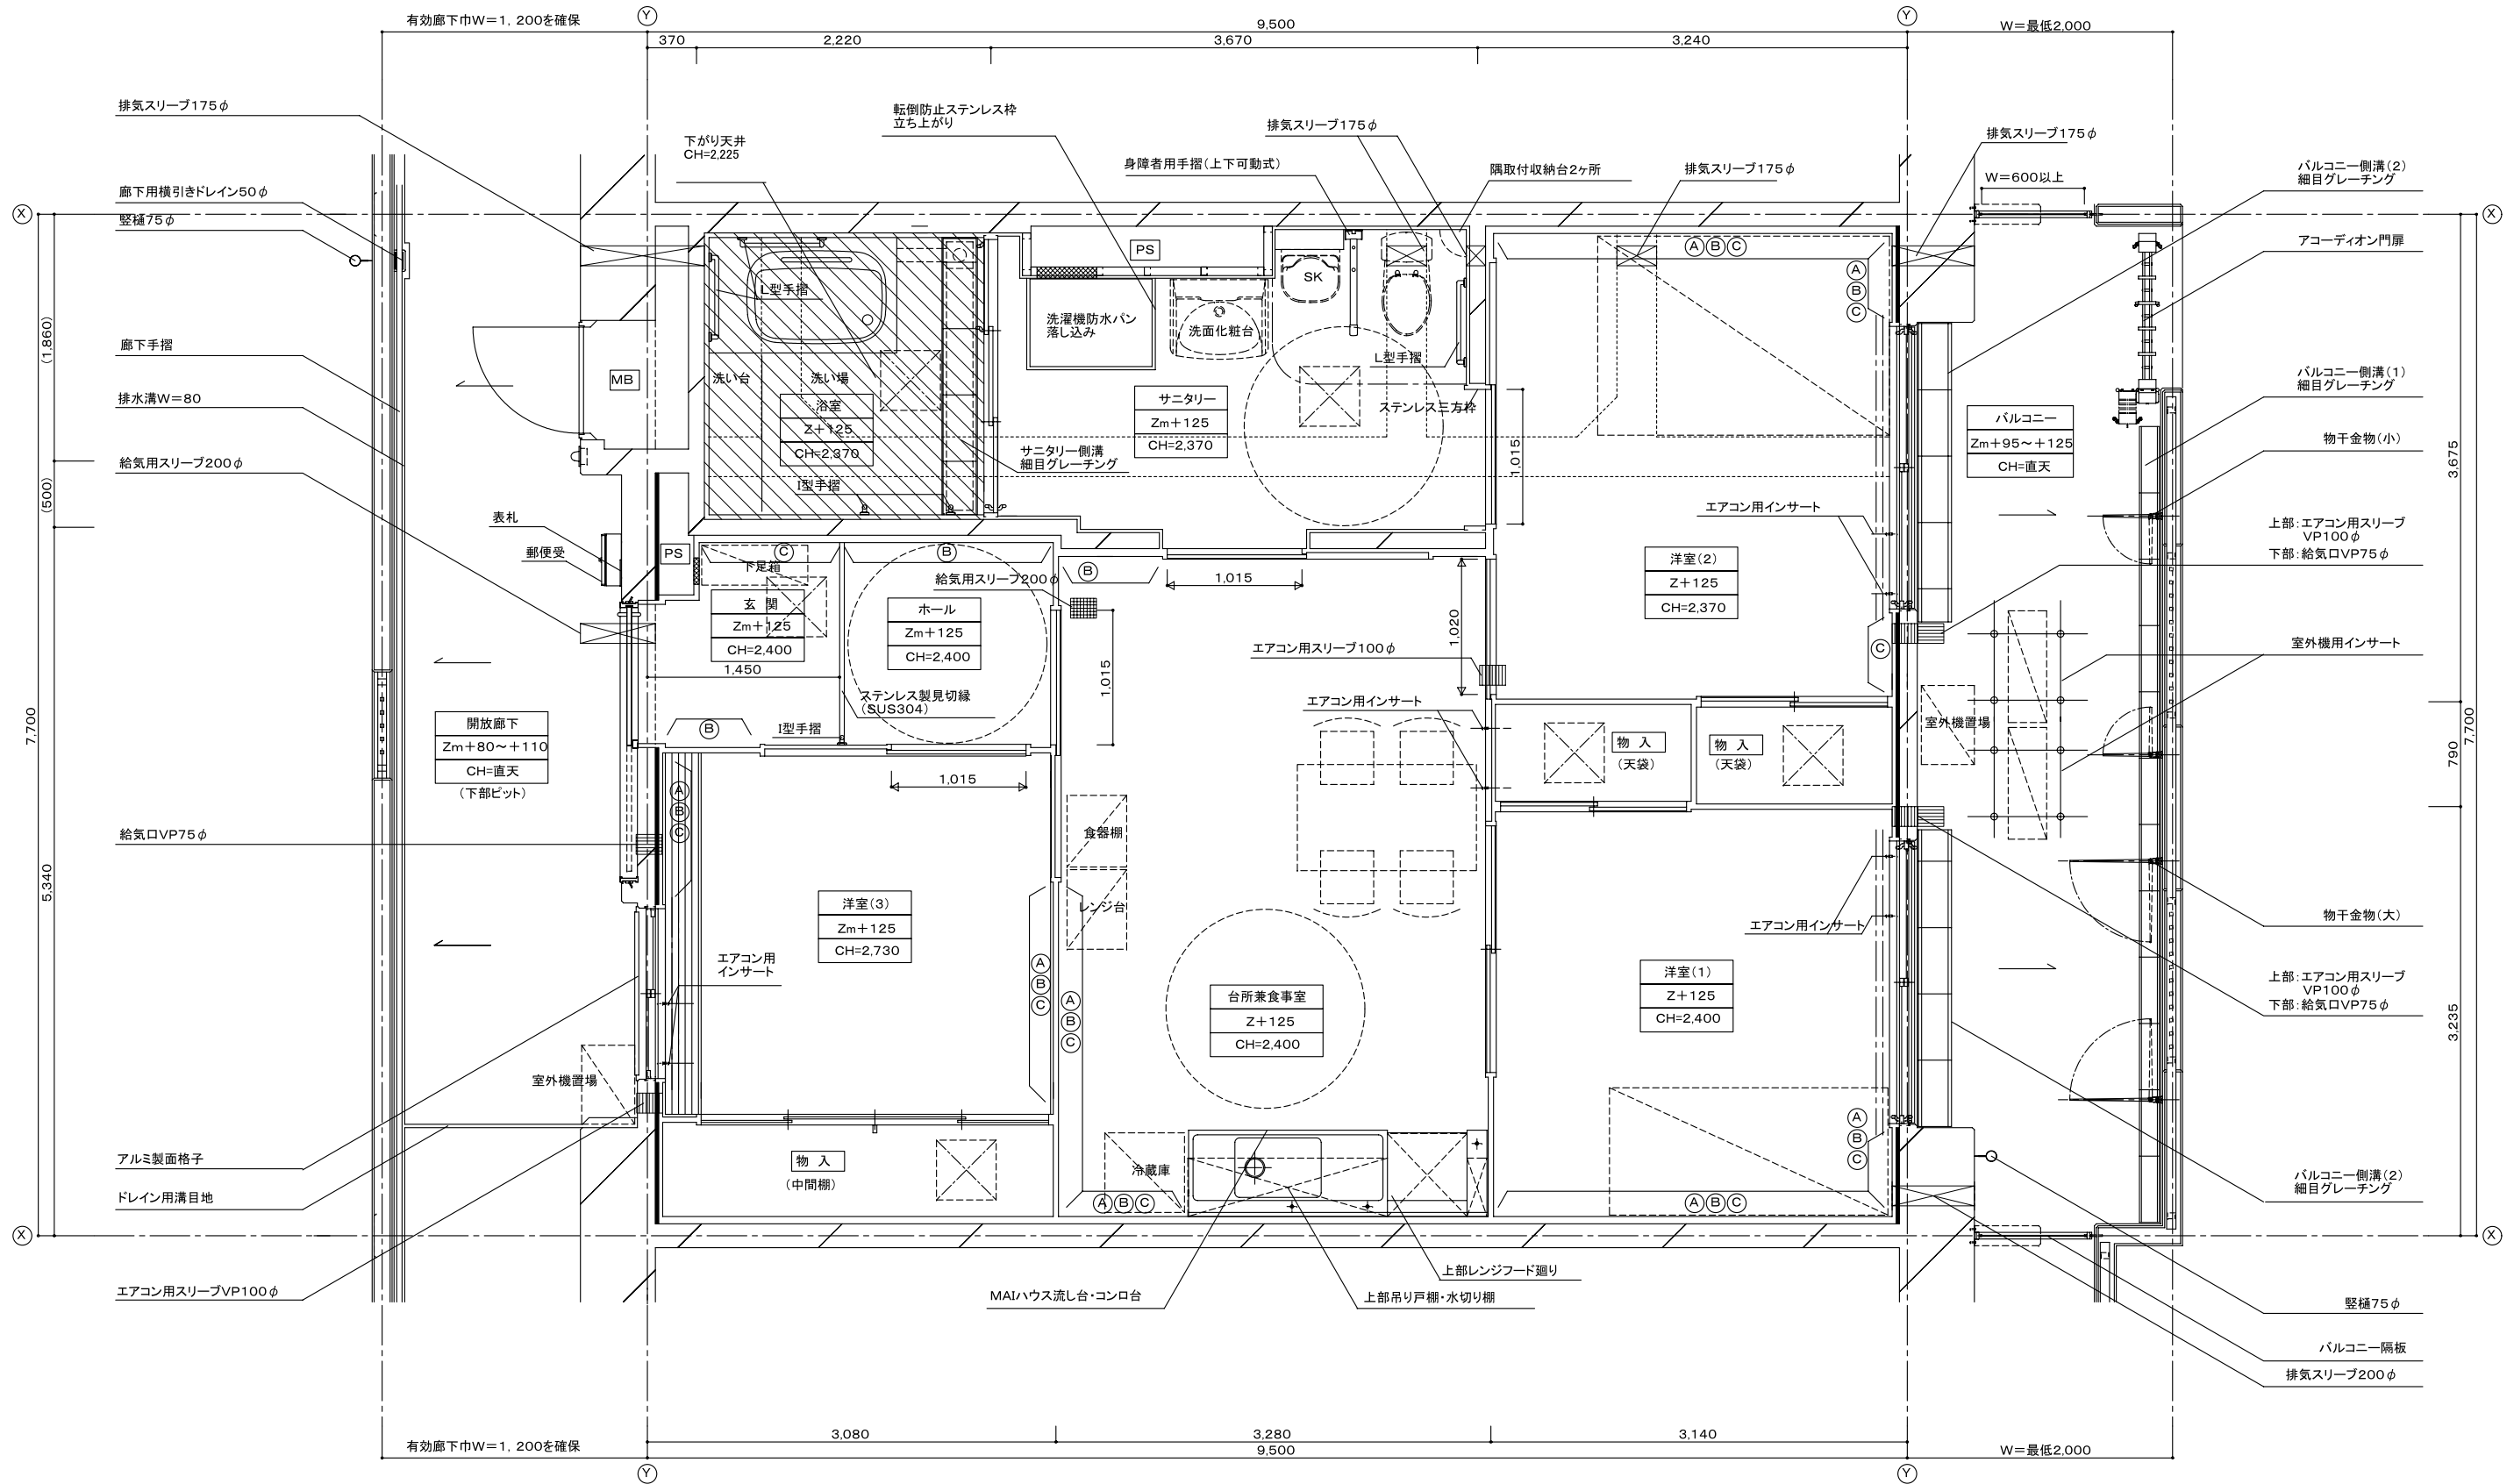 有効廊下巾W＝1，200を確保
Y
9,500
Y
W＝最低2,000
370
2,220
3,670
3,240
排気スリーブ175φ
下がり天井
CH=2,225
転倒防止ステンレス枠
立ち上がり
排気スリーブ175φ
身障者用手摺（上下可動式）
隅取付収納台2ヶ所
排気スリーブ175φ
排気スリーブ175φ
W＝600以上
バルコニー側溝（2）
細目グレーチング
廊下用横引きドレイン50φ
竪樋75φ
X
X
アコーディオン門扉
PS
SK
A B C
A
B
C
L型手摺
洗濯機防水パン
落し込み
洗面化粧台
L型手摺
（1,860）
廊下手摺
MB
洗い台
洗い場
浴室
Z＋125
CH=2,370
サニタリー
Zm＋125
CH=2,370
ステンレス三方枠
バルコニー側溝（1）
細目グレーチング
バルコニー
Zm＋95～＋125
CH=直天
排水溝W＝80
物干金物（小）
1,015
3,675
サニタリー側溝
細目グレーチング
給気用スリーブ200φ
I型手摺
（500）
エアコン用インサート
表札
郵便受
PS
上部：エアコン用スリーブ
VP100φ
下部：給気口VP75φ
C
下足箱
B
B
給気用スリーブ200φ
1,015
洋室（2）
Z＋125
CH=2,370
玄　関
Zm＋125
CH=2,400
ホール
Zm＋125
CH=2,400
1,020
エアコン用スリーブ100φ
C
室外機用インサート
1,450
1,015
ステンレス製見切縁
（SUS304）
エアコン用インサート
B
I型手摺
開放廊下
Zm＋80～＋110
CH=直天
（下部ピット）
7,700
物　入
（天袋）
物　入
（天袋）
室外機置場
790
7,700
1,015
A
B
C
給気口VP75φ
食器棚
レンジ台
5,340
洋室（3）
Zm＋125
CH=2,730
物干金物（大）
エアコン用インサート
エアコン用
インサート
A
B
C
A
B
C
台所兼食事室
Z＋125
CH=2,400
洋室（1）
Z＋125
CH=2,400
上部：エアコン用スリーブ
VP100φ
下部：給気口VP75φ
3,235
室外機置場
A
B
C
アルミ製面格子
物　入
（中間棚）
冷蔵庫
A B C
A B C
ドレイン用溝目地
バルコニー側溝（2）
細目グレーチング
X
X
エアコン用スリーブVP100φ
上部レンジフード廻り
MAIハウス流し台・コンロ台
上部吊り戸棚・水切り棚
竪樋75φ
バルコニー隔板
排気スリーブ200φ
有効廊下巾W＝1，200を確保
3,080
3,280
3,140
9,500
W＝最低2,000
Y
Y